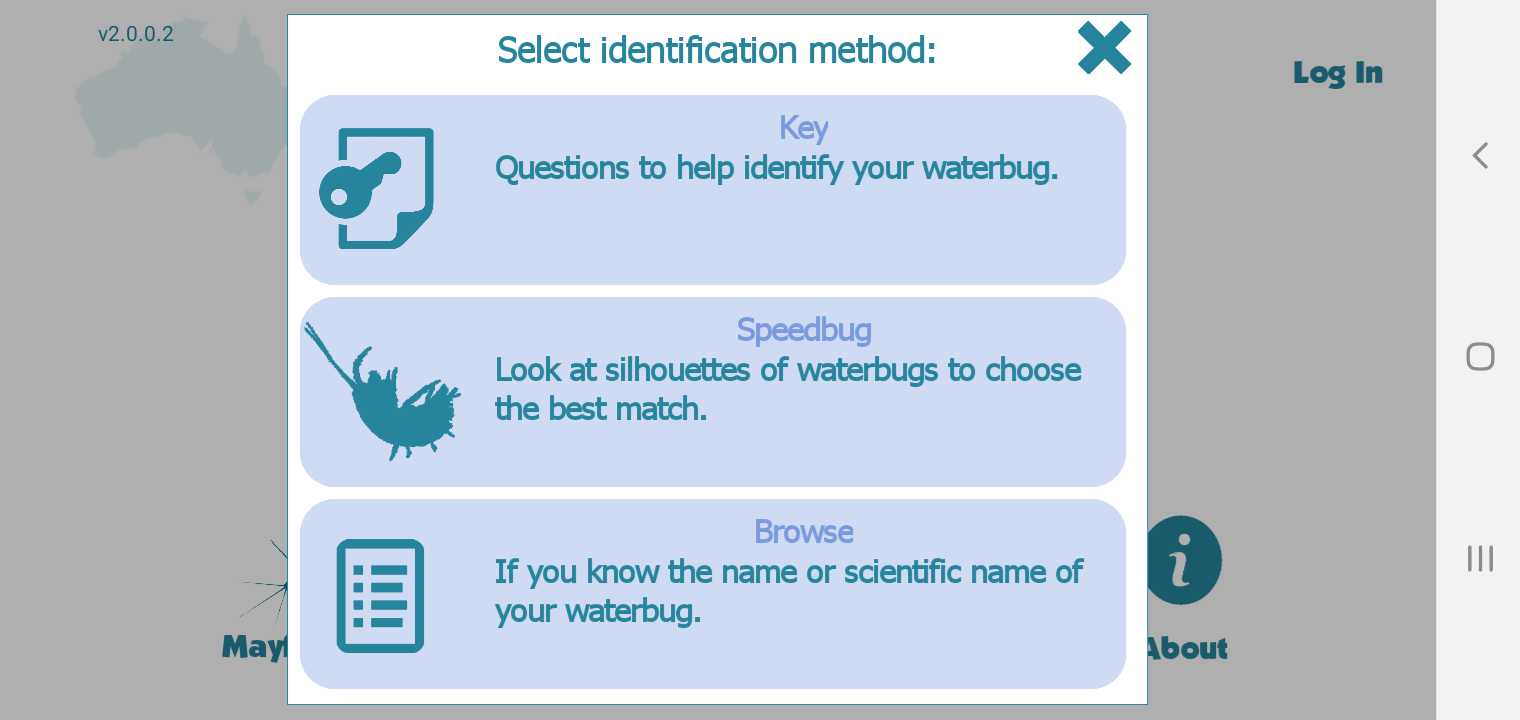 v2.0.0.2
Select identification method:
Log In
Key
Questions to help identify your waterbug.
Speedbug
Look at silhouettes of waterbugs to choose
the best match.
Browse
If you know the name or scientific name of
your waterbug.
About